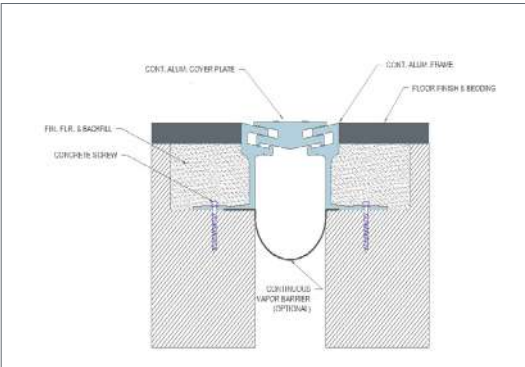 CONT. ALUM. COVER PLATE
CONT. ALUM. FRAME
FLOOR FINISH & BEDDING
FIN. FLR. & BACKFILL
CONCRETE SCREW
CONTINUOUS
VAPOR BARRIER
(OPTIONAL)